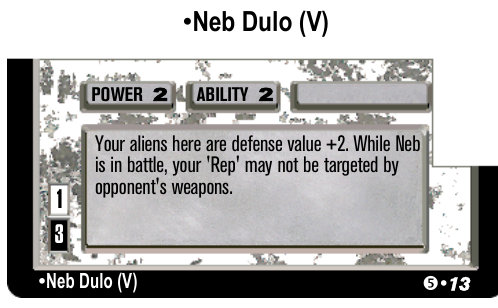 •Neb Dulo (V)
POWER 2 ABILITY 2
Your aliens here are defense value +2. While Neb
is in battle, your 'Rep' may not be targeted by
opponent's weapons.
1
3
•Neb Dulo (V) 5•13